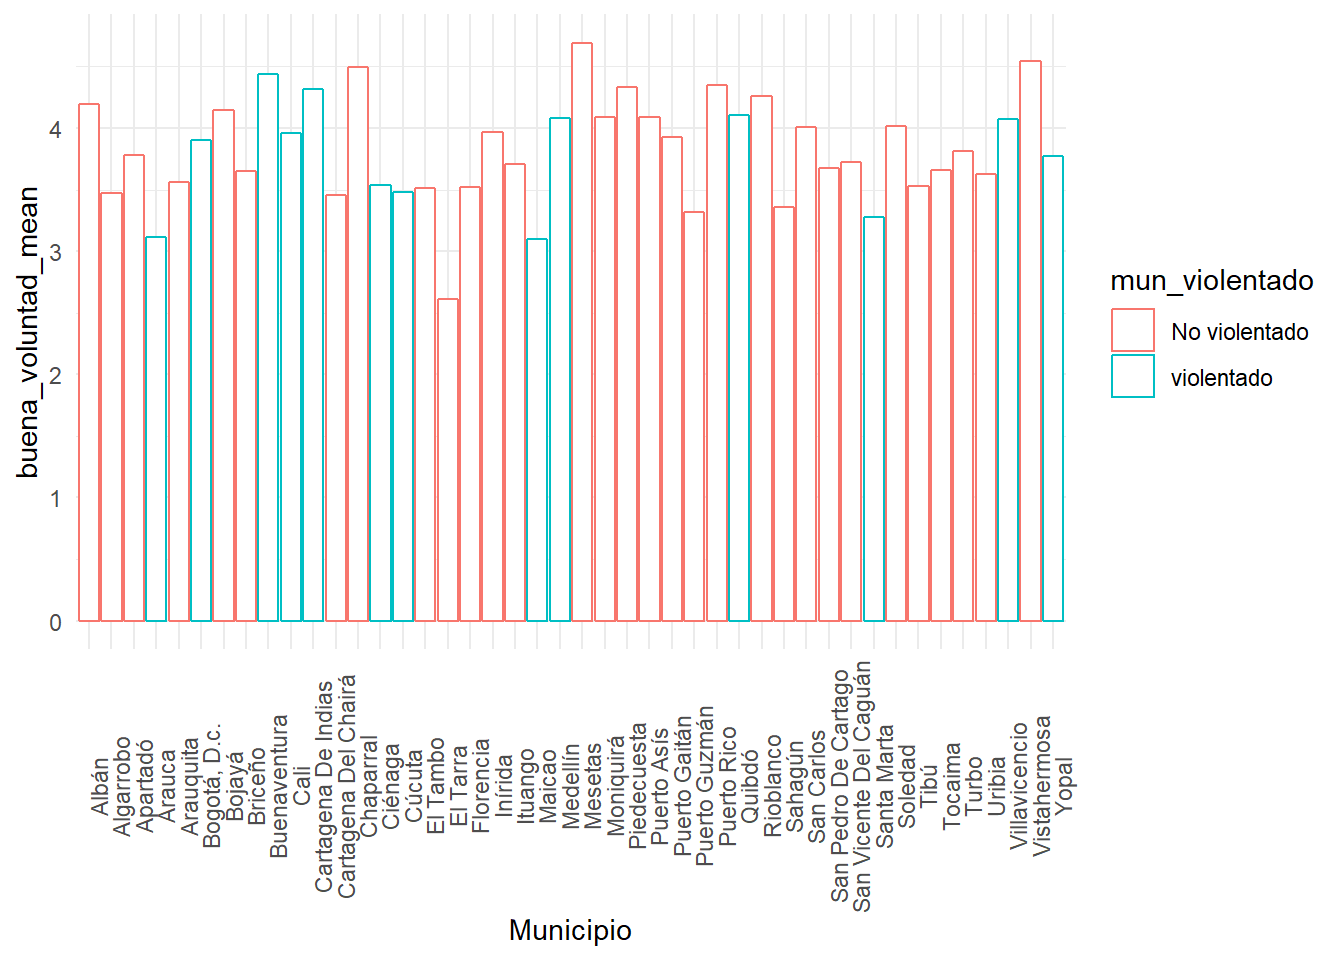 buena_voluntad_mean
4
3
2
1
0
Albán
Algarrobo
Apartadó
Arauca
Arauquita
Bogotá, D.c.
Bojayá
Briceño
Buenaventura
Cali
Cartagena De Indias
Cartagena Del Chairá
Chaparral
Ciénaga
Cúcuta
El Tambo
El Tarra
Florencia
Inírida
Ituango
Maicao
Medellín
Mesetas
Moniquirá
Piedecuesta
Puerto Asís
Puerto Gaitán
Puerto Guzmán
Puerto Rico
Quibdó
Rioblanco
Sahagún
San Carlos
San Pedro De Cartago
San Vicente Del Caguán
Santa Marta
Soledad
Tibú
Tocaima
Turbo
Uribia
Villavicencio
Vistahermosa
Yopal
Municipio
mun_violentado
No violentado
violentado